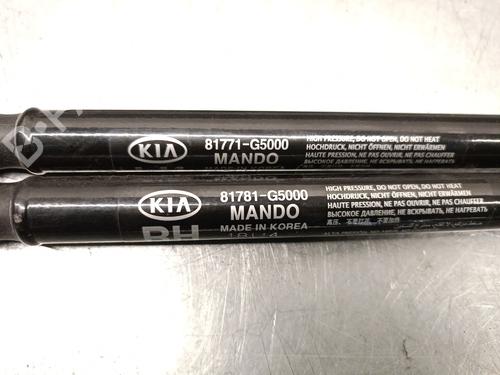 KIA
81771-G5000
MANDO
MADE IN KOREA
HIGH PRESSURE, DO NOT OPEN, DO NOT HEAT
HOCHDRUCK, NICHT ÖFFNEN, NICHT ERWÄRMEN
HAUTE PRESSION, NE PAS OUVRIR, NE PAS CHAUFFER
KIA
81781-G5000
MANDO
MADE IN KOREA
RH
HIGH PRESSURE, DO NOT OPEN, DO NOT HEAT
HOCHDRUCK, NICHT ÖFFNEN, NICHT ERWÄRMEN
HAUTE PRESSION, NE PAS OUVRIR, NE PAS CHAUFFER
ВЫСОКОЕ ДАВЛЕНИЕ, НЕ ВСКРЫВАТЬ, НЕ НАГРЕВАТЬ